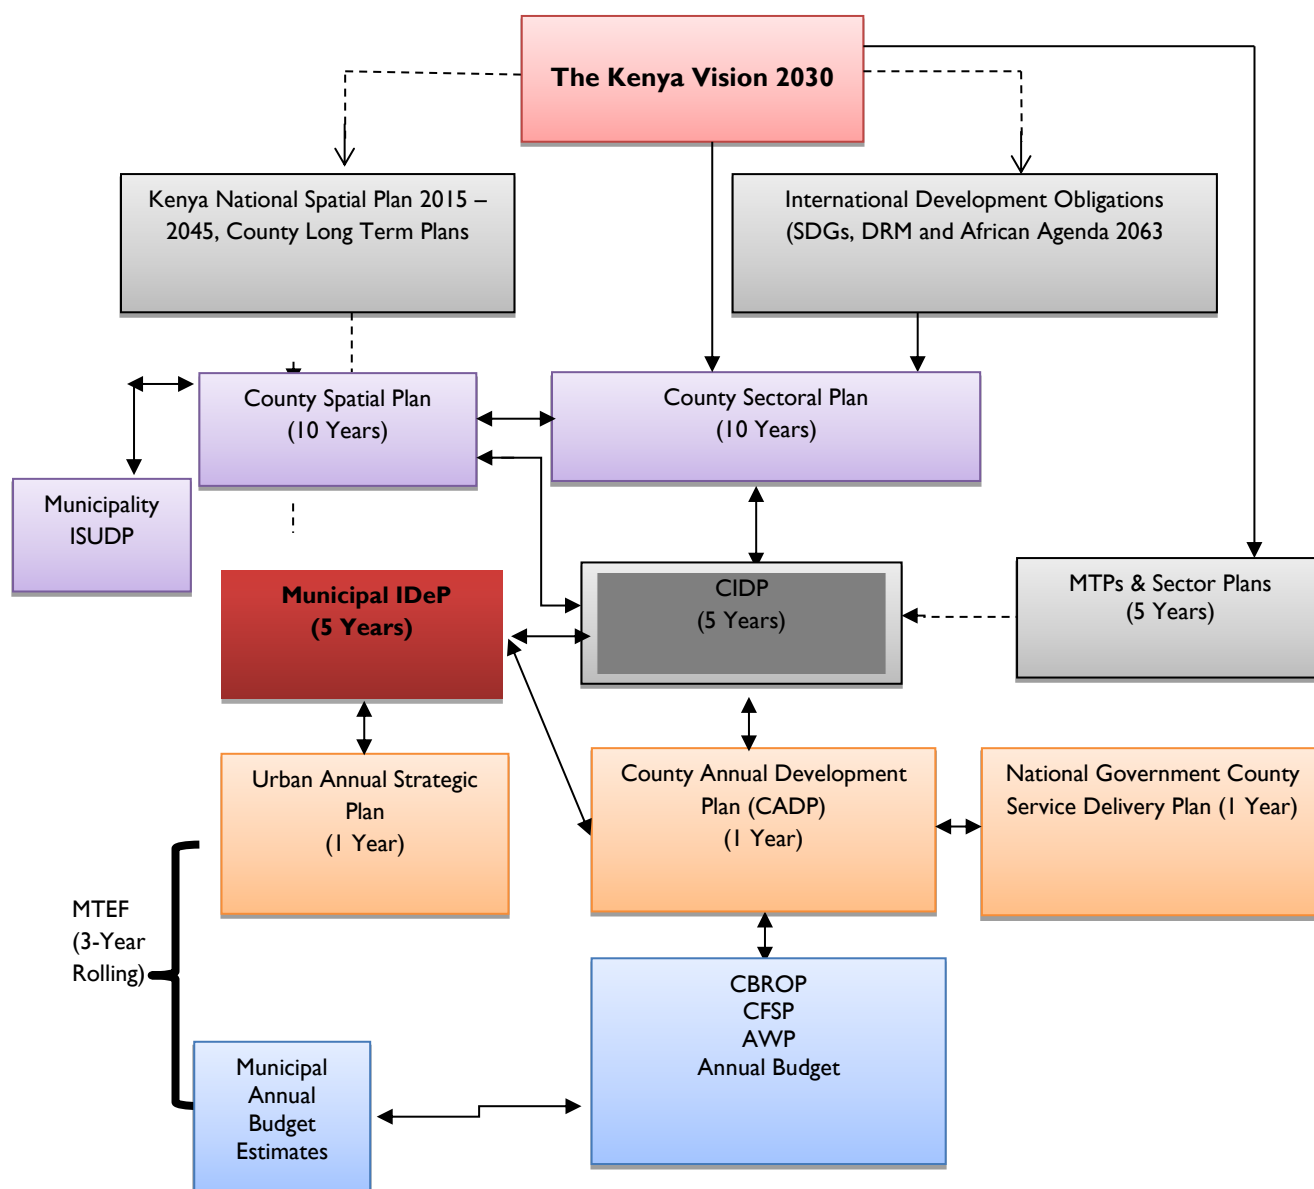 The Kenya Vision 2030
Kenya National Spatial Plan 2015 –
2045, County Long Term Plans
International Development Obligations
(SDGs, DRM and African Agenda 2063
County Spatial Plan
(10 Years)
County Sectoral Plan
(10 Years)
Municipality
ISUDP
Municipal IDeP
(5 Years)
CIDP
(5 Years)
MTPs & Sector Plans
(5 Years)
Urban Annual Strategic
Plan
(1 Year)
County Annual Development
Plan (CADP)
(1 Year)
National Government County
Service Delivery Plan (1 Year)
MTEF
(3-Year
Rolling)
CBROP
CFSP
AWP
Annual Budget
Municipal
Annual
Budget
Estimates